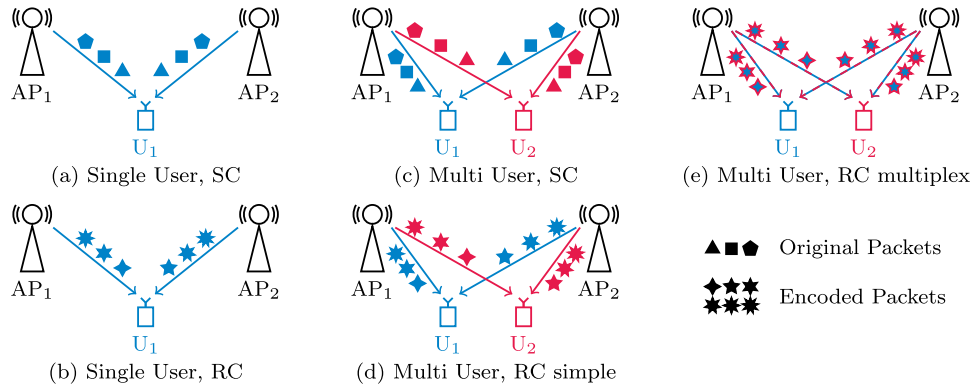 AP₁ AP₂
U₁
(a) Single User, SC
AP₁ AP₂
U₁ U₂
(c) Multi User, SC
AP₁ AP₂
U₁ U₂
(e) Multi User, RC multiplex
AP₁ AP₂
U₁
(b) Single User, RC
AP₁ AP₂
U₁ U₂
(d) Multi User, RC simple
Original Packets
Encoded Packets